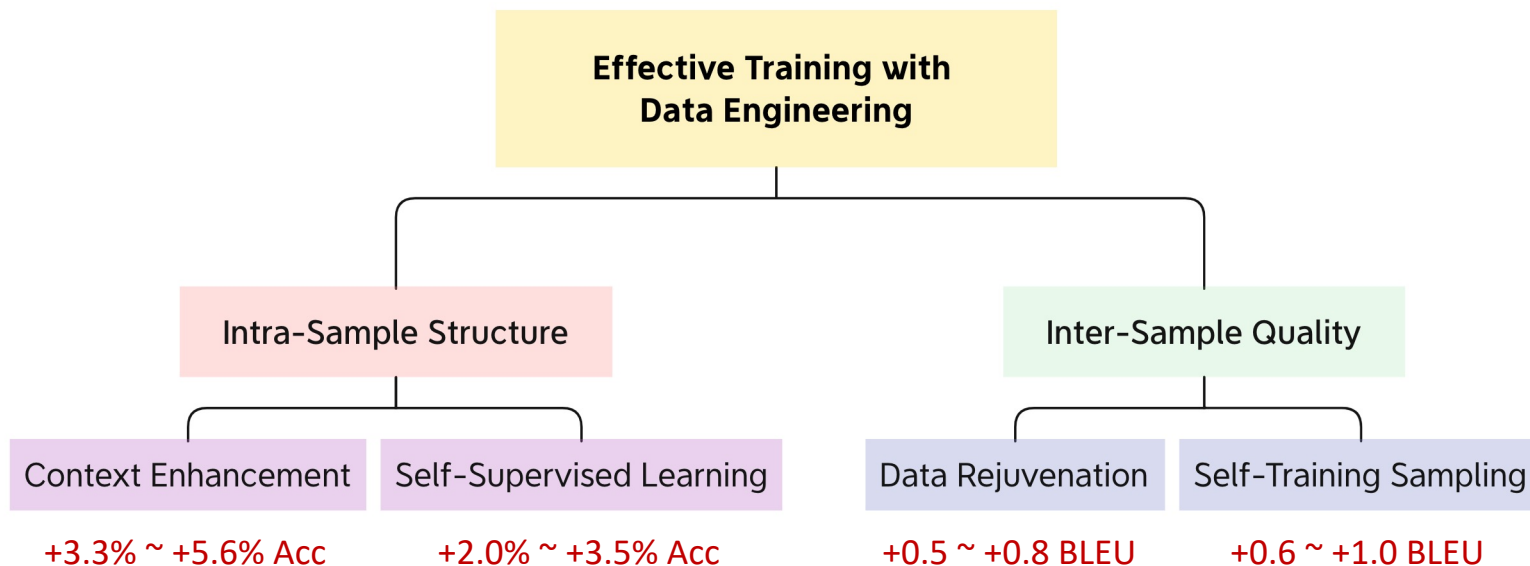 Effective Training with
Data Engineering
Intra-Sample Structure
Inter-Sample Quality
Context Enhancement
Self-Supervised Learning
Data Rejuvenation
Self-Training Sampling
+3.3% ~ +5.6% Acc
+2.0% ~ +3.5% Acc
+0.5 ~ +0.8 BLEU
+0.6 ~ +1.0 BLEU